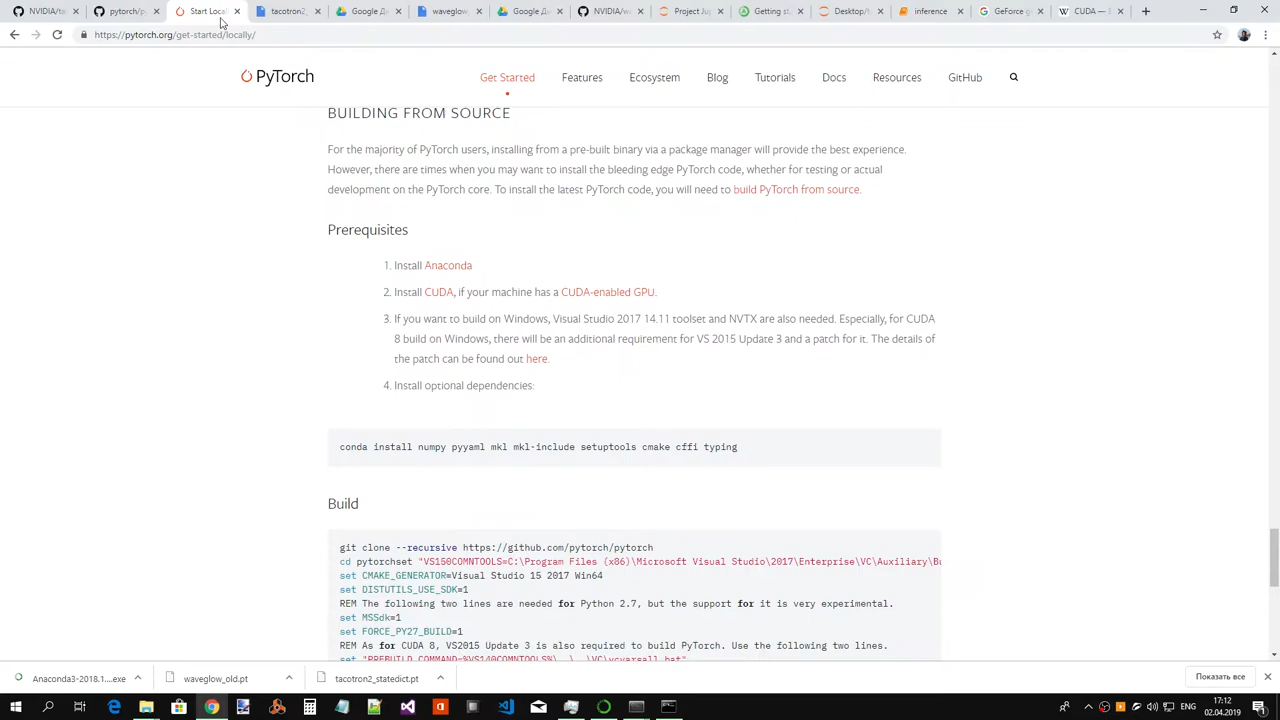 NVIDIA/ta
pytorch/p
Start Loca
tacotron2_
Google Ди
waveglow_
Google Ди
NVIDIA/wa
Project Jup
Getting sta
Desktop/t
inference
GeForce g
CUDA — З
https://pytorch.org/get-started/locally/
PyTorch
Get Started
Features
Ecosystem
Blog
Tutorials
Docs
Resources
GitHub
BUILDING FROM SOURCE
For the majority of PyTorch users, installing from a pre-built binary via a package manager will provide the best experience.
However, there are times when you may want to install the bleeding edge PyTorch code, whether for testing or actual
development on the PyTorch core. To install the latest PyTorch code, you will need to build PyTorch from source.
Prerequisites
1. Install Anaconda
2. Install CUDA, if your machine has a CUDA-enabled GPU.
3. If you want to build on Windows, Visual Studio 2017 14.11 toolset and NVTX are also needed. Especially, for CUDA
8 build on Windows, there will be an additional requirement for VS 2015 Update 3 and a patch for it. The details of
the patch can be found out here.
4. Install optional dependencies:
conda install numpy pyyaml mkl mkl-include setuptools cmake cffi typing
Build
git clone --recursive https://github.com/pytorch/pytorch
cd pytorchset "VS150COMNTOOLS=C:\Program Files (x86)\Microsoft Visual Studio\2017\Enterprise\VC\Auxiliary\Bu
set CMAKE_GENERATOR=Visual Studio 15 2017 Win64
set DISTUTILS_USE_SDK=1
REM The following two lines are needed for Python 2.7, but the support for it is very experimental.
set MSSdk=1
set FORCE_PY27_BUILD=1
REM As for CUDA 8, VS2015 Update 3 is also required to build PyTorch. Use the following two lines.
set "PREBUILD_COMMAND=%VS140COMNTOOLS%\..\..\VC\vcvarsall.bat"
Anaconda3-2018.1....exe
waveglow_old.pt
tacotron2_statedict.pt
Показать все
ENG
17:12
02.04.2019